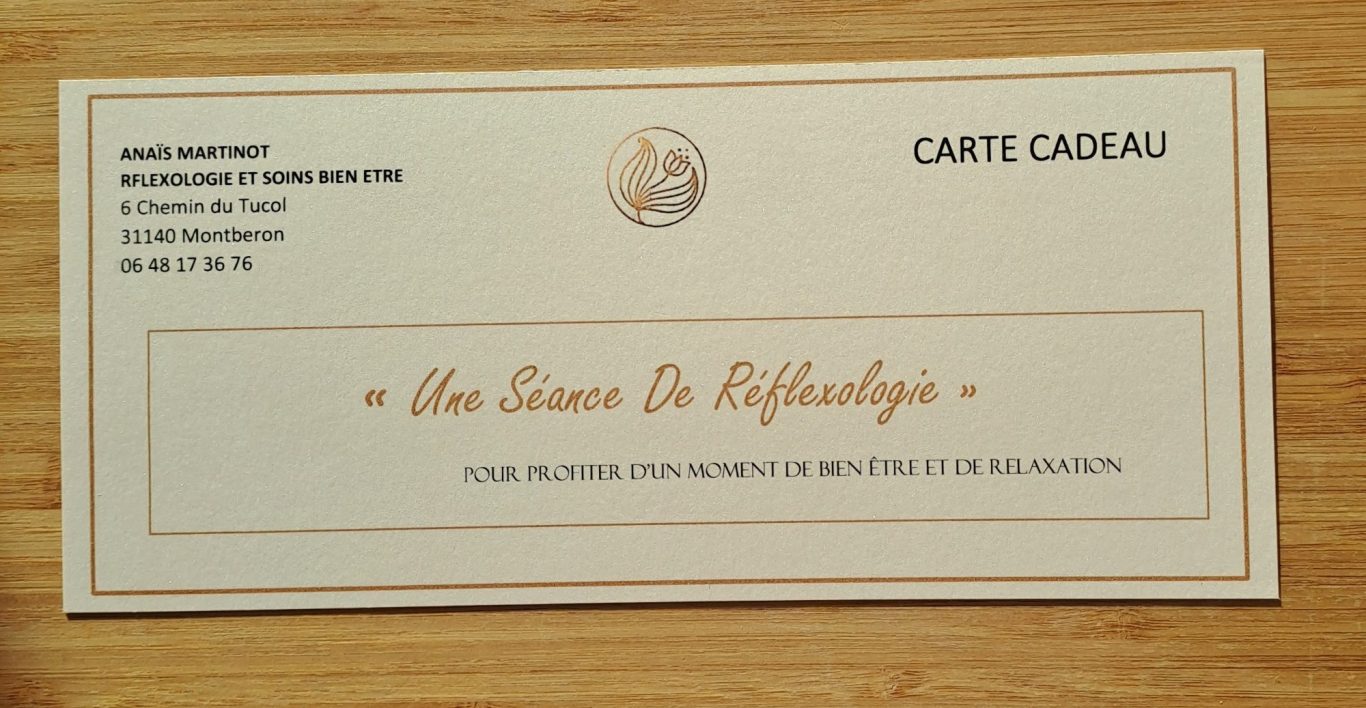 ANAÏS MARTINOT
RFLEXOLOGIE ET SOINS BIEN ETRE
6 Chemin du Tucol
31140 Montberon
06 48 17 36 76
CARTE CADEAU
« Une Séance De Réflexologie »
POUR PROFITER D'UN MOMENT DE BIEN ÊTRE ET DE RELAXATION